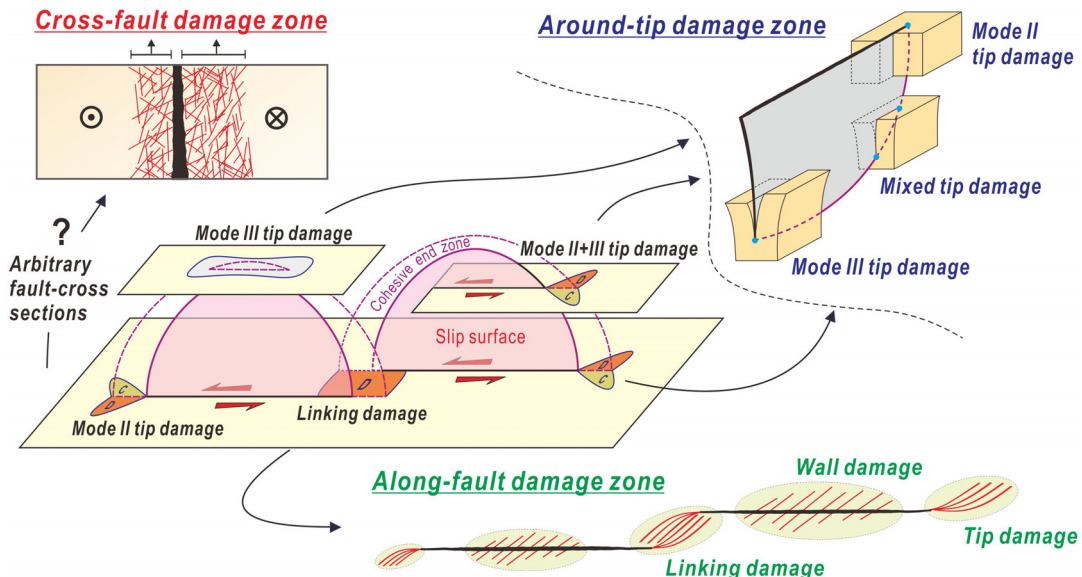 Cross-fault damage zone
Around-tip damage zone
Mode II
tip damage
Mixed tip damage
Mode III tip damage
?
Arbitrary
fault-cross
sections
Mode III tip damage
Cohesive end zone
Mode II+III tip damage
D
C
Slip surface
C
D
D
D
C
Mode II tip damage
Linking damage
Along-fault damage zone
Wall damage
Tip damage
Linking damage